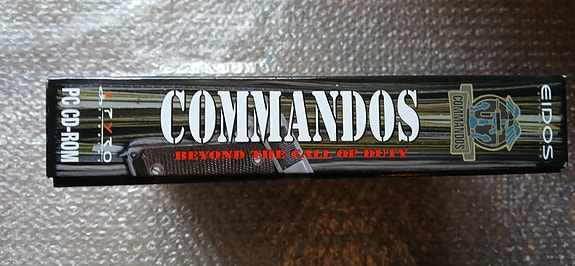 PC CD-ROM
PYRO
COMMANDOS
BEYOND THE CALL OF DUTY
COMMANDOS
EIDOS